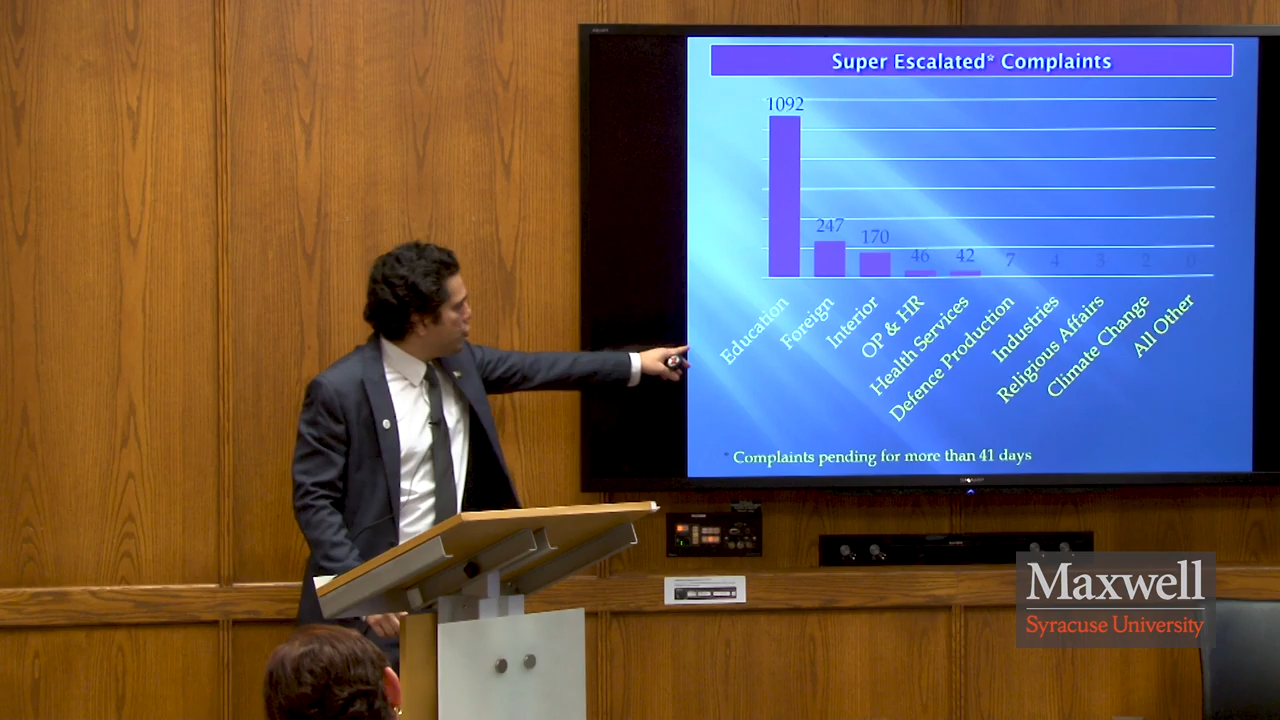 Super Escalated* Complaints
1092
247
170
46
42
7
4
3
2
0
Education
Foreign
Interior
OP & HR
Health Services
Defence Production
Industries
Religious Affairs
Climate Change
All Other
* Complaints pending for more than 41 days
SHARP
Maxwell
Syracuse University